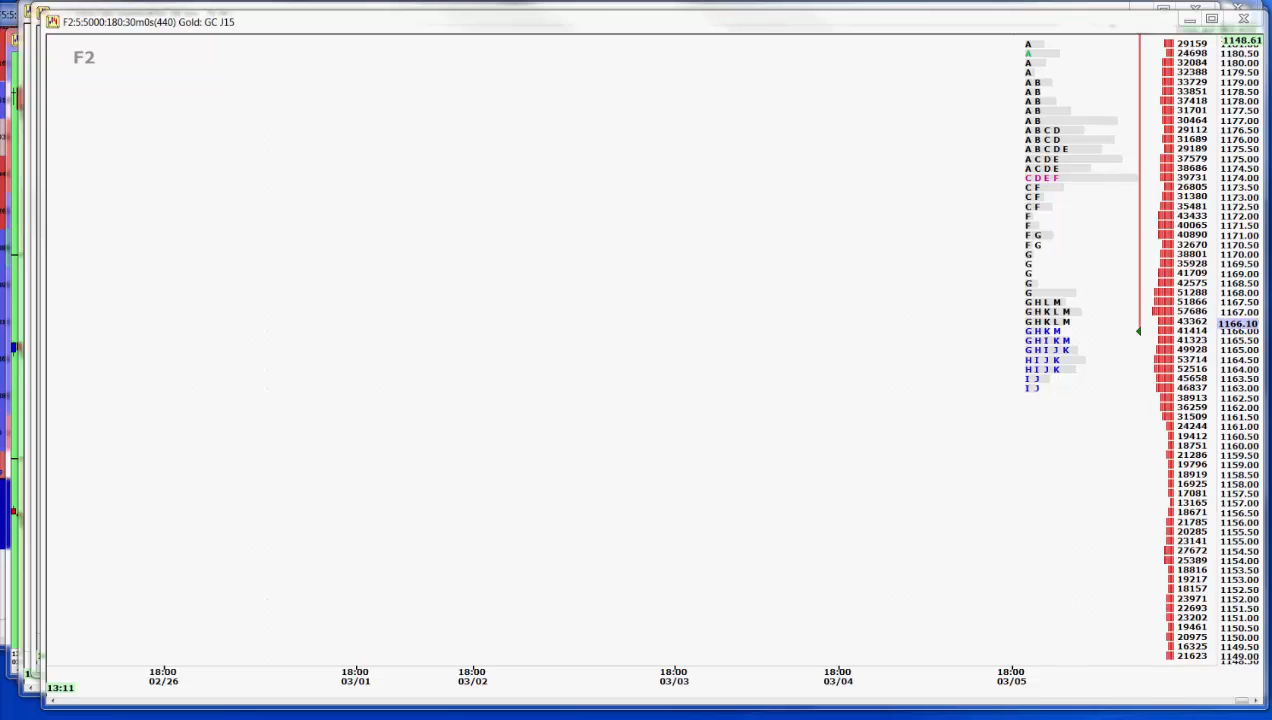 F2:5:5000:180:30m0s(440) Gold: GC J15
F2
1148.61
A 29159
A 24698 1180.50
A 32084 1180.00
A 32388 1179.50
A B 33729 1179.00
A B 33851 1178.50
A B 37418 1178.00
A B 31701 1177.50
A B 30464 1177.00
A B C D 29112 1176.50
A B C D 31689 1176.00
A B C D E 29189 1175.50
A C D E 37579 1175.00
A C D E 38686 1174.50
C D E F 39731 1174.00
C F 26805 1173.50
C F 31380 1173.00
C F 35481 1172.50
F 43433 1172.00
F 40065 1171.50
F G 40890 1171.00
F G 32670 1170.50
G 38801 1170.00
G 35928 1169.50
G 41709 1169.00
G 42575 1168.50
G 51288 1168.00
G H L M 51866 1167.50
G H K L M 57686 1167.00
G H K L M 43362 1166.10
G H K M 41414 1166.00
G H I K M 41323 1165.50
G H I J K 49928 1165.00
H I J K 53714 1164.50
H I J K 52516 1164.00
I J 45658 1163.50
I J 46837 1163.00
38913 1162.50
36259 1162.00
31509 1161.50
24244 1161.00
19412 1160.50
18751 1160.00
21286 1159.50
19796 1159.00
18919 1158.50
16925 1158.00
17081 1157.50
13165 1157.00
18671 1156.50
21785 1156.00
20285 1155.50
23141 1155.00
27672 1154.50
25389 1154.00
18816 1153.50
19217 1153.00
18157 1152.50
23971 1152.00
22693 1151.50
23202 1151.00
19461 1150.50
20975 1150.00
16325 1149.50
21623 1149.00
18:00 18:00 18:00 18:00 18:00 18:00
02/26 03/01 03/02 03/03 03/04 03/05
13:11